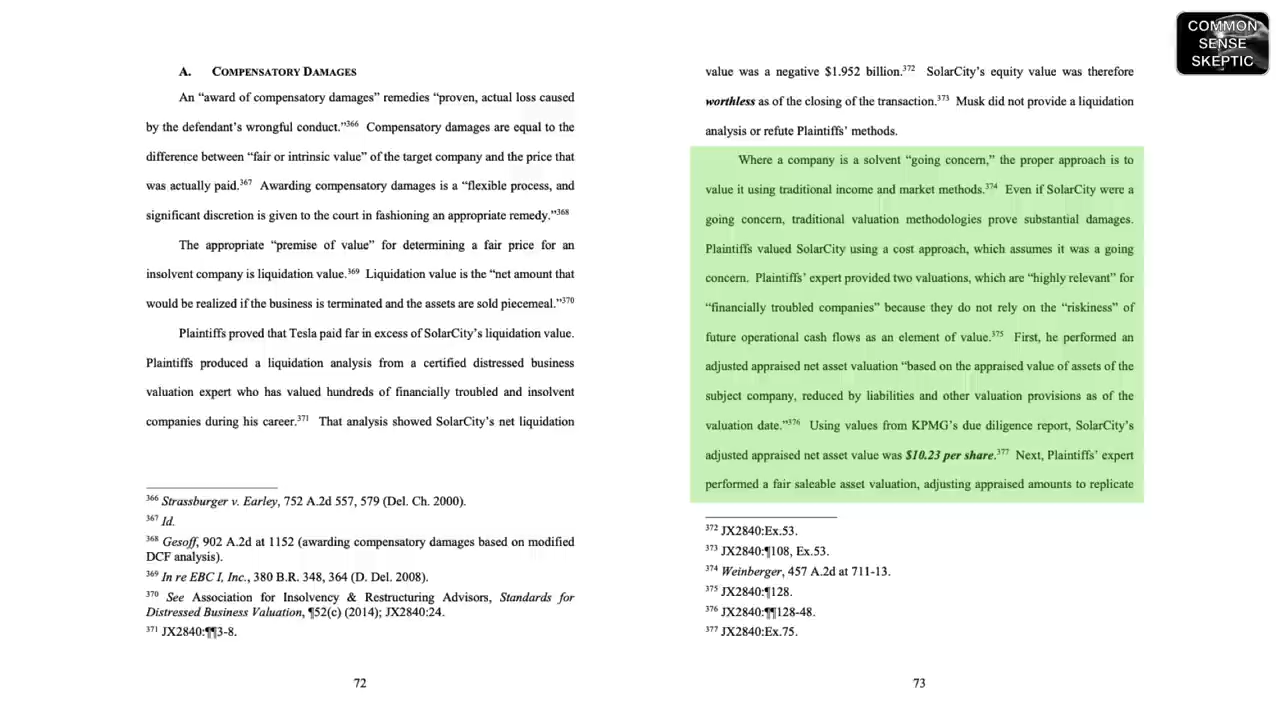 COMMON
SENSE
SKEPTIC
A. COMPENSATORY DAMAGES
An “award of compensatory damages” remedies “proven, actual loss caused
by the defendant’s wrongful conduct.”366 Compensatory damages are equal to the
difference between “fair or intrinsic value” of the target company and the price that
was actually paid.367 Awarding compensatory damages is a “flexible process, and
significant discretion is given to the court in fashioning an appropriate remedy.”368
The appropriate “premise of value” for determining a fair price for an
insolvent company is liquidation value.369 Liquidation value is the “net amount that
would be realized if the business is terminated and the assets are sold piecemeal.”370
Plaintiffs proved that Tesla paid far in excess of SolarCity’s liquidation value.
Plaintiffs produced a liquidation analysis from a certified distressed business
valuation expert who has valued hundreds of financially troubled and insolvent
companies during his career.371 That analysis showed SolarCity’s net liquidation
366 Strassburger v. Earley, 752 A.2d 557, 579 (Del. Ch. 2000).
367 Id.
368 Gesoff, 902 A.2d at 1152 (awarding compensatory damages based on modified
DCF analysis).
369 In re EBC I, Inc., 380 B.R. 348, 364 (D. Del. 2008).
370 See Association for Insolvency & Restructuring Advisors, Standards for
Distressed Business Valuation, ¶52(c) (2014); JX2840:24.
371 JX2840:¶¶3-8.
72
value was a negative $1.952 billion.372 SolarCity’s equity value was therefore
worthless as of the closing of the transaction.373 Musk did not provide a liquidation
analysis or refute Plaintiffs’ methods.
Where a company is a solvent “going concern,” the proper approach is to
value it using traditional income and market methods.374 Even if SolarCity were a
going concern, traditional valuation methodologies prove substantial damages.
Plaintiffs valued SolarCity using a cost approach, which assumes it was a going
concern. Plaintiffs’ expert provided two valuations, which are “highly relevant” for
“financially troubled companies” because they do not rely on the “riskiness” of
future operational cash flows as an element of value.375 First, he performed an
adjusted appraised net asset valuation “based on the appraised value of assets of the
subject company, reduced by liabilities and other valuation provisions as of the
valuation date.”376 Using values from KPMG’s due diligence report, SolarCity’s
adjusted appraised net asset value was $10.23 per share.377 Next, Plaintiffs’ expert
performed a fair saleable asset valuation, adjusting appraised amounts to replicate
372 JX2840:Ex.53.
373 JX2840:¶108, Ex.53.
374 Weinberger, 457 A.2d at 711-13.
375 JX2840:¶128.
376 JX2840:¶¶128-48.
377 JX2840:Ex.75.
73